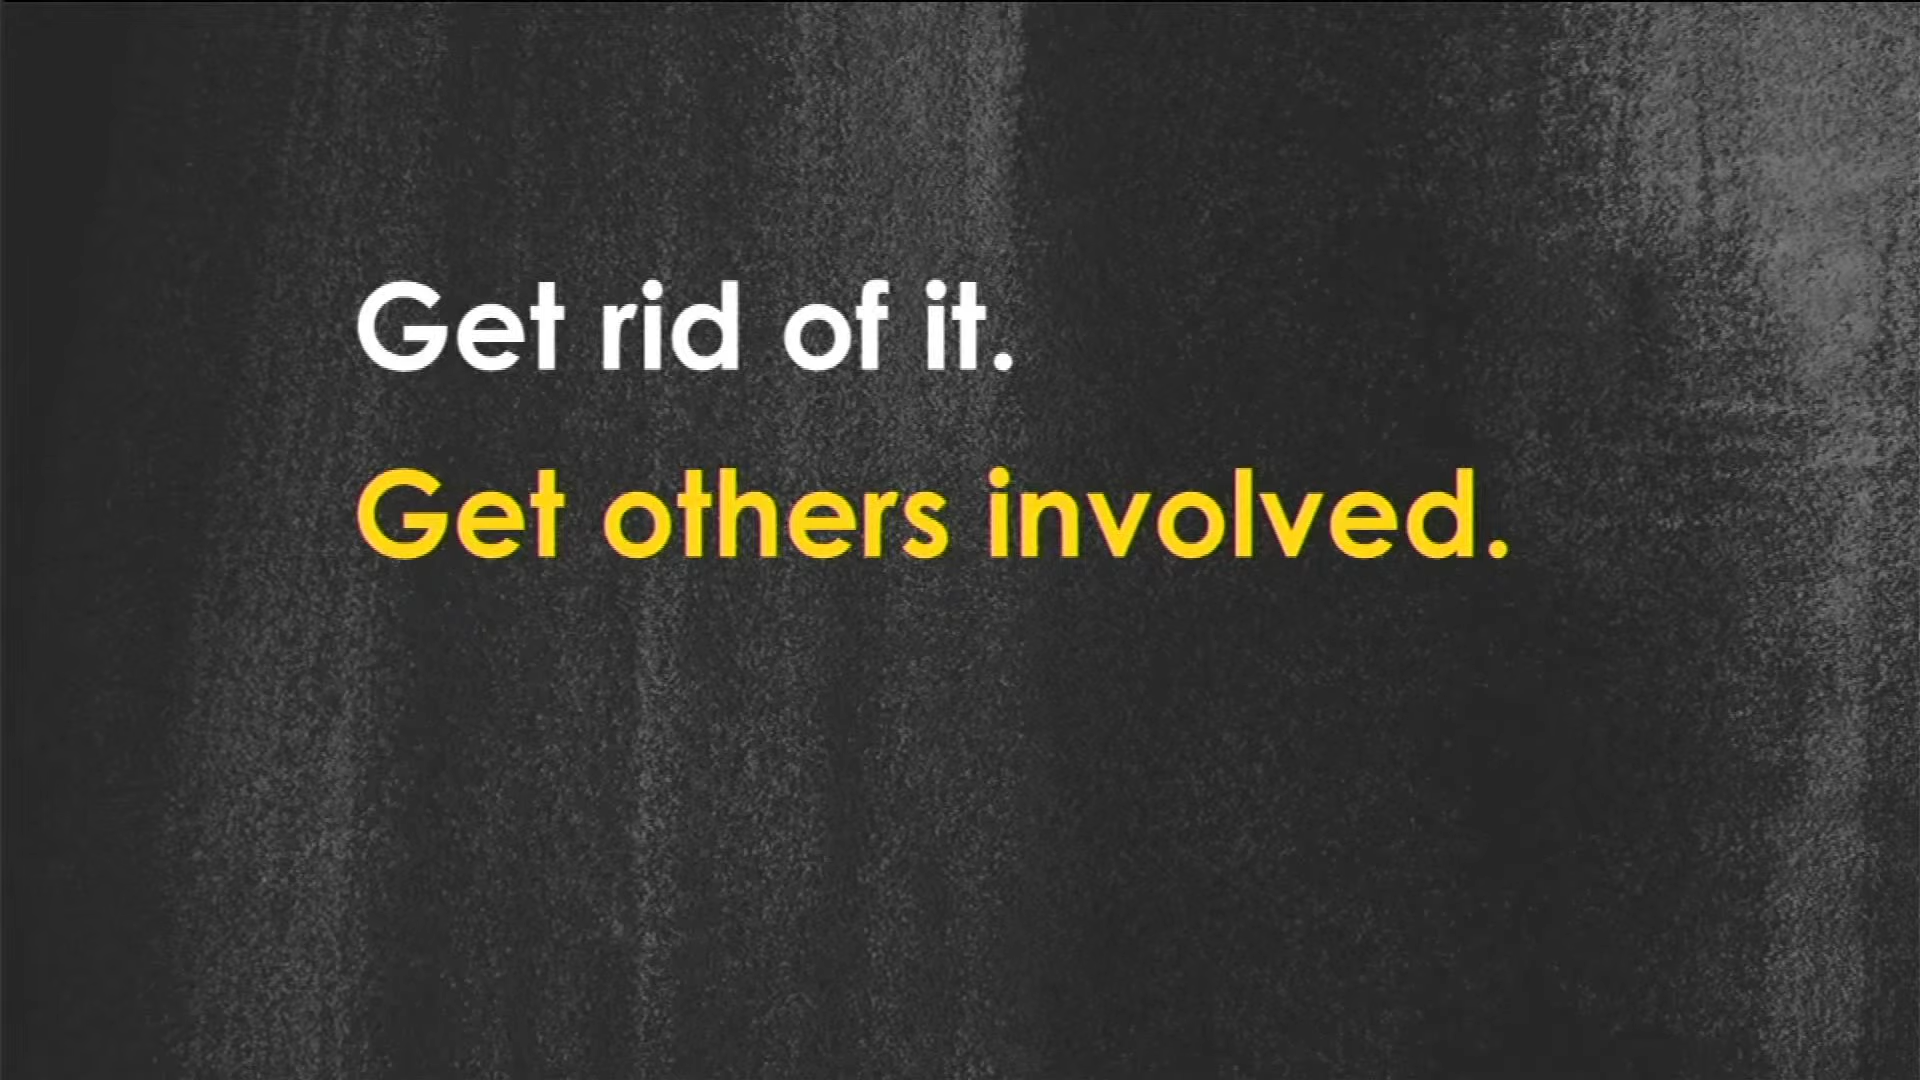 Get rid of it.
Get others involved.